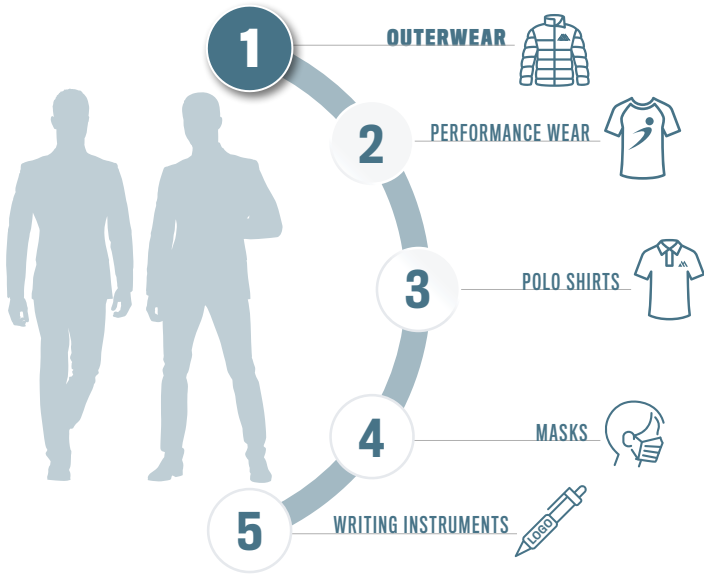 1
OUTERWEAR
2
PERFORMANCE WEAR
3
POLO SHIRTS
4
MASKS
5
WRITING INSTRUMENTS
LOGO